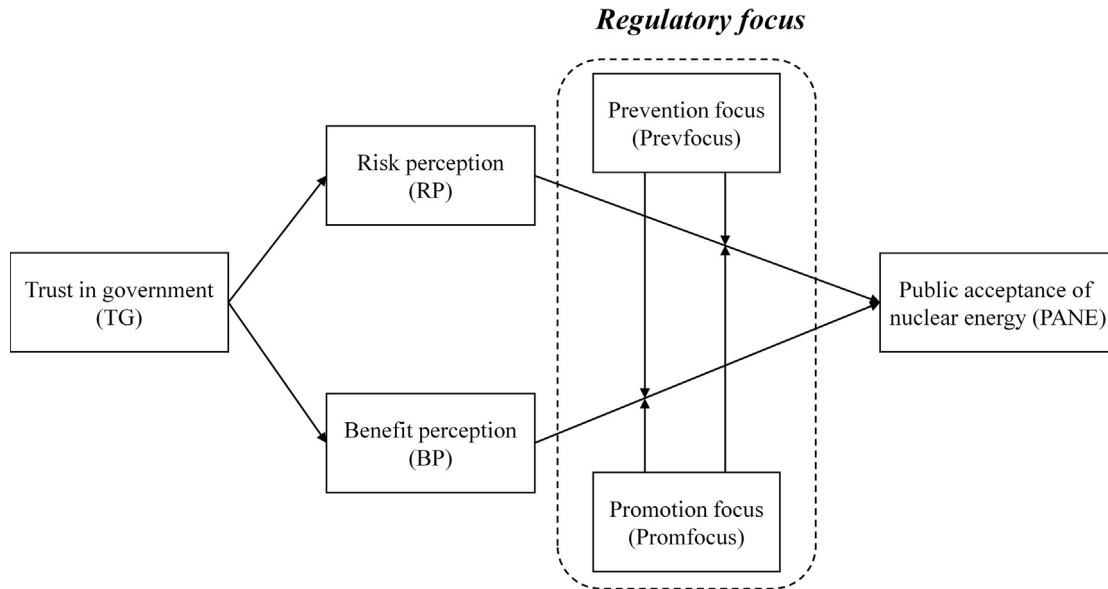 Regulatory focus
Prevention focus
(Prevfocus)
Risk perception
(RP)
Trust in government
(TG)
Public acceptance of
nuclear energy (PANE)
Benefit perception
(BP)
Promotion focus
(Promfocus)